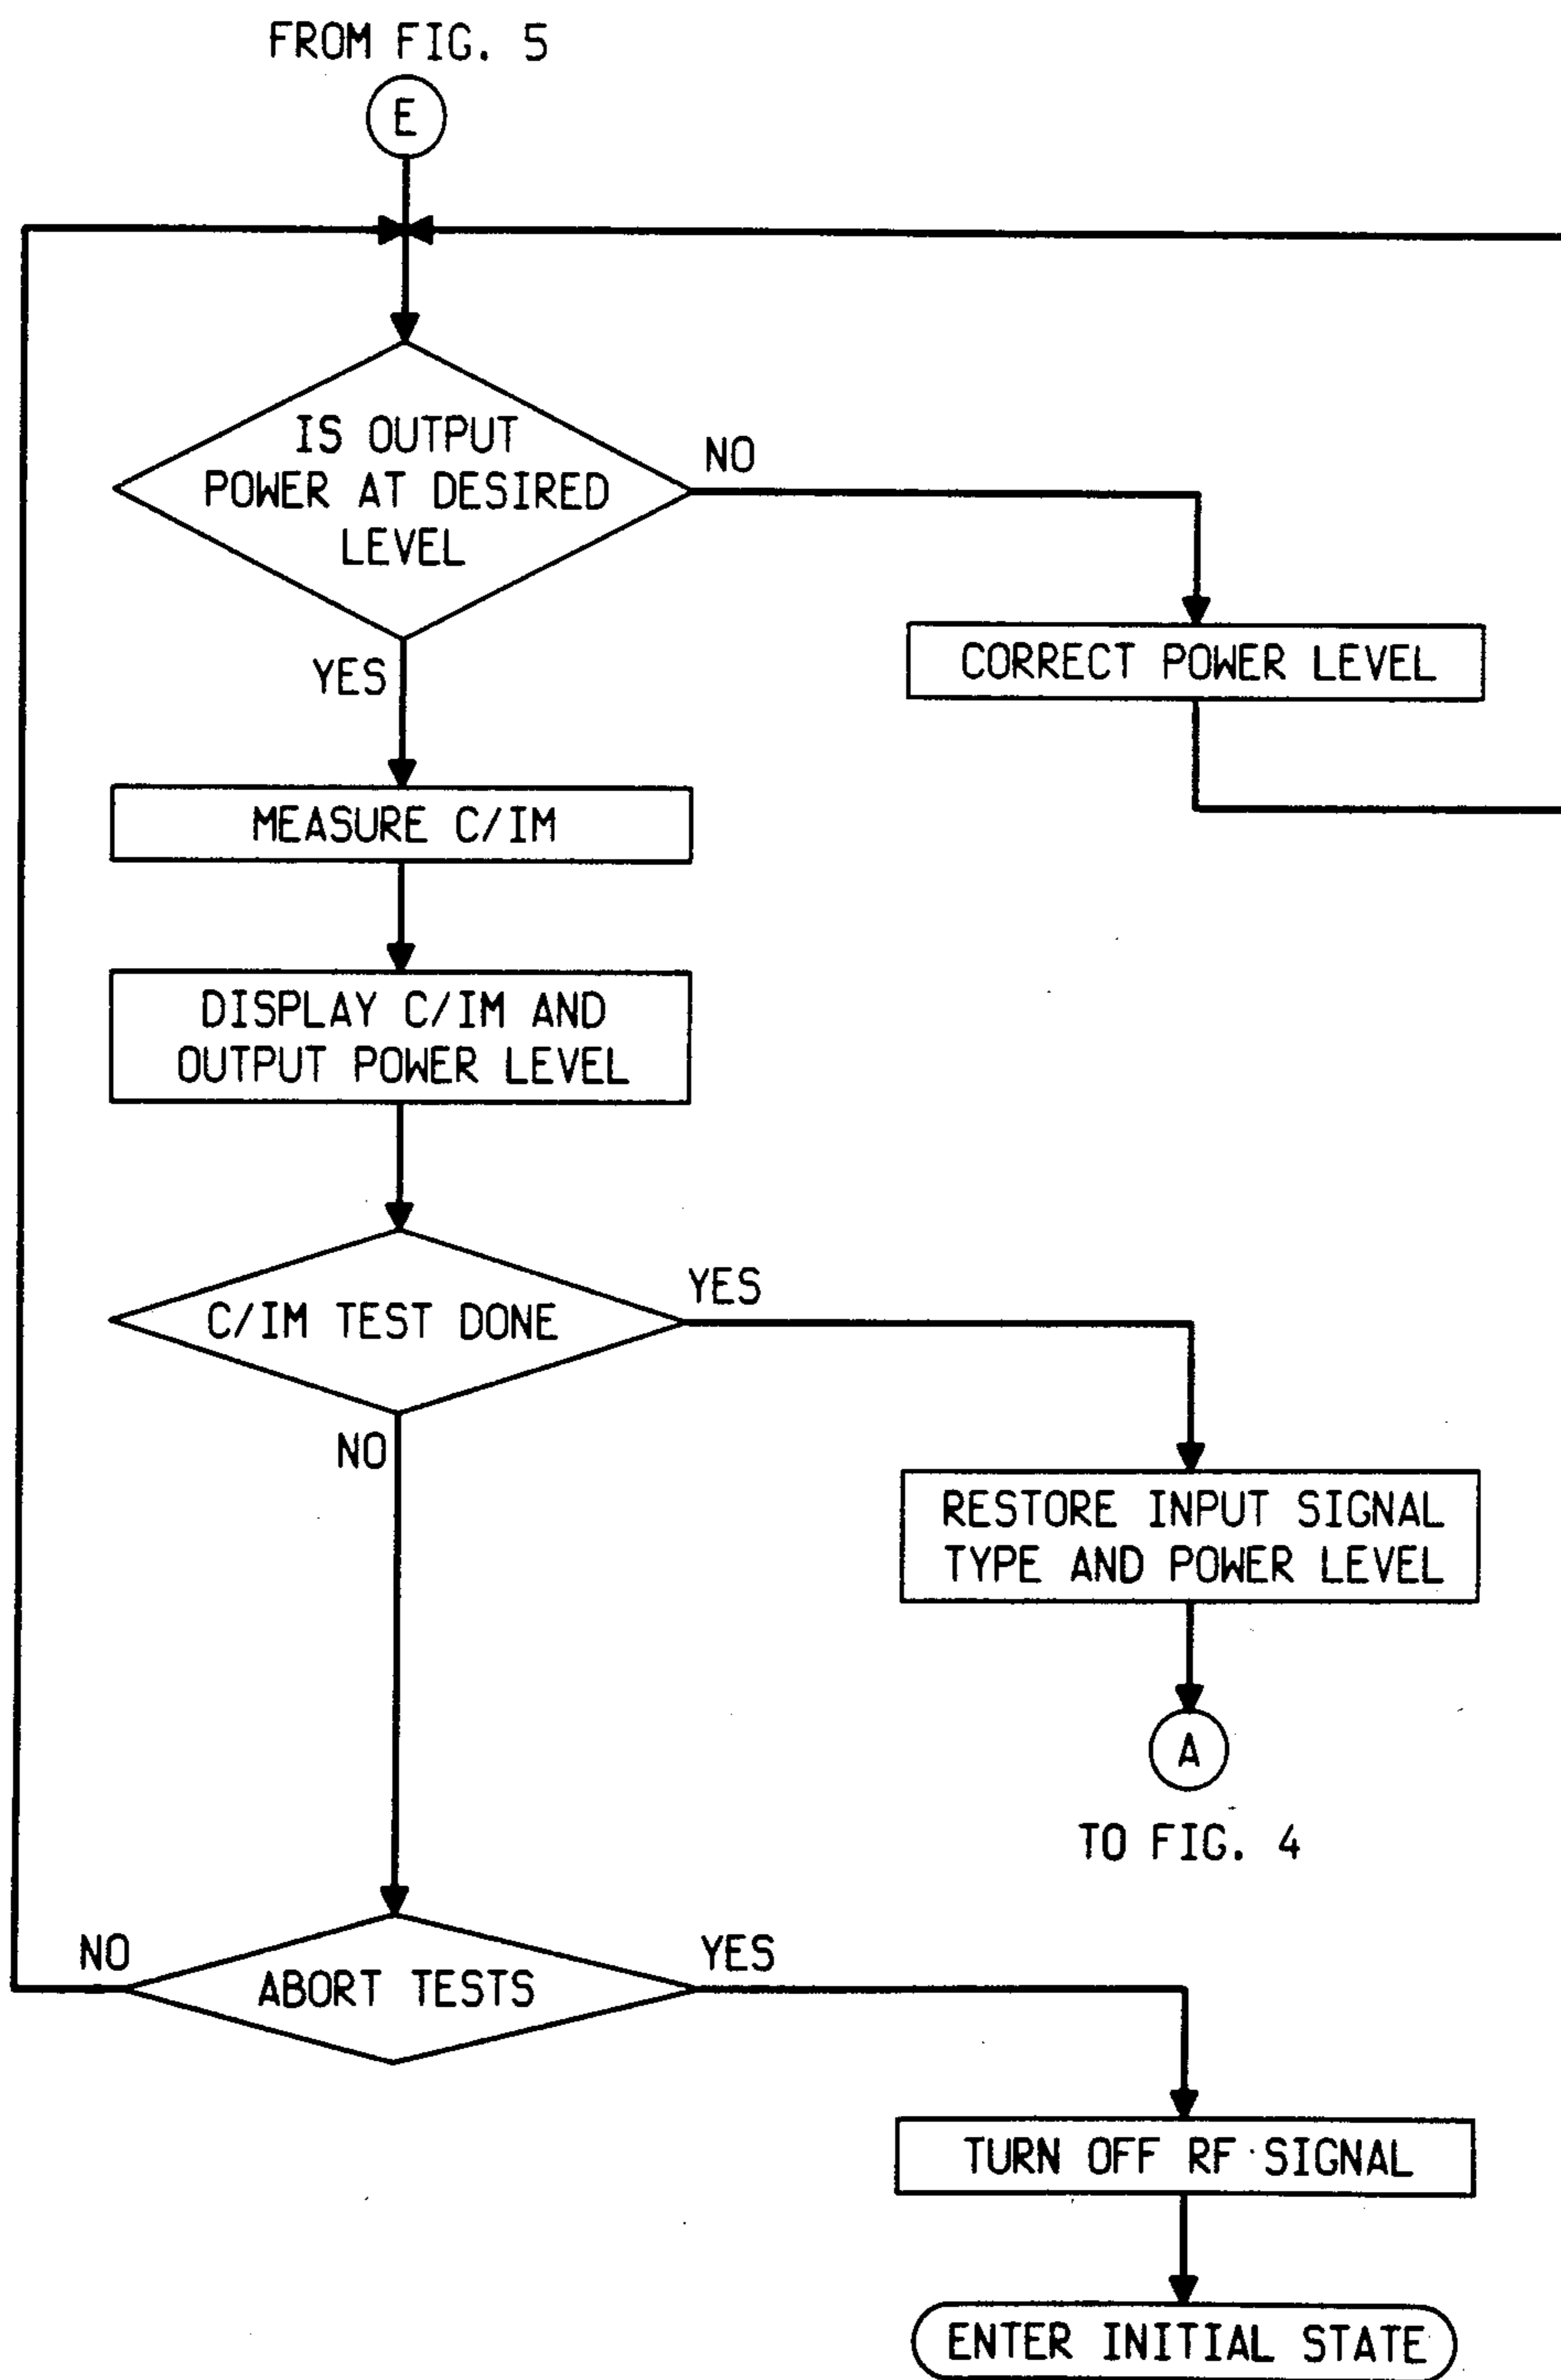 FROM FIG. 5
E
IS OUTPUT
POWER AT DESIRED
LEVEL
NO
YES
CORRECT POWER LEVEL
MEASURE C/IM
DISPLAY C/IM AND
OUTPUT POWER LEVEL
C/IM TEST DONE
YES
NO
RESTORE INPUT SIGNAL
TYPE AND POWER LEVEL
A
TO FIG. 4
NO
ABORT TESTS
YES
TURN OFF RF SIGNAL
ENTER INITIAL STATE